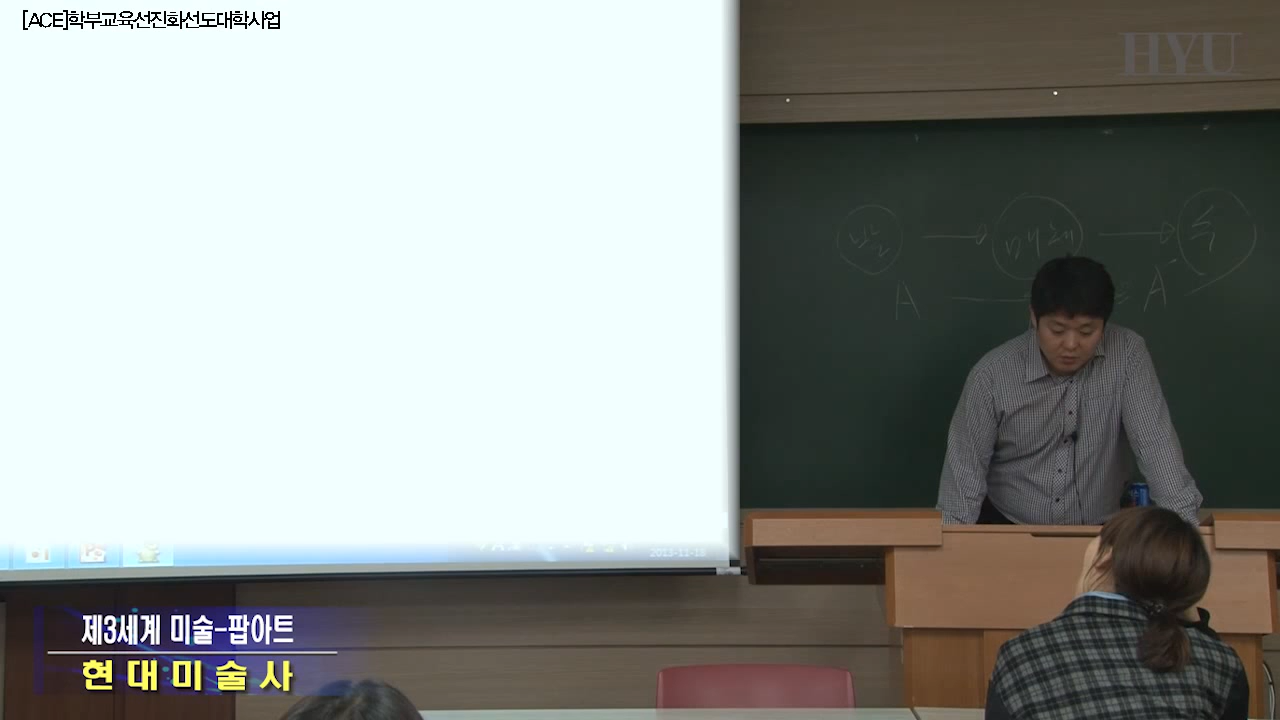 [ACE]학부교육선진화선도대학사업
HYU
발 매체 수
A A'
2013-11-18
제3세계 미술-팝아트
현대미술사